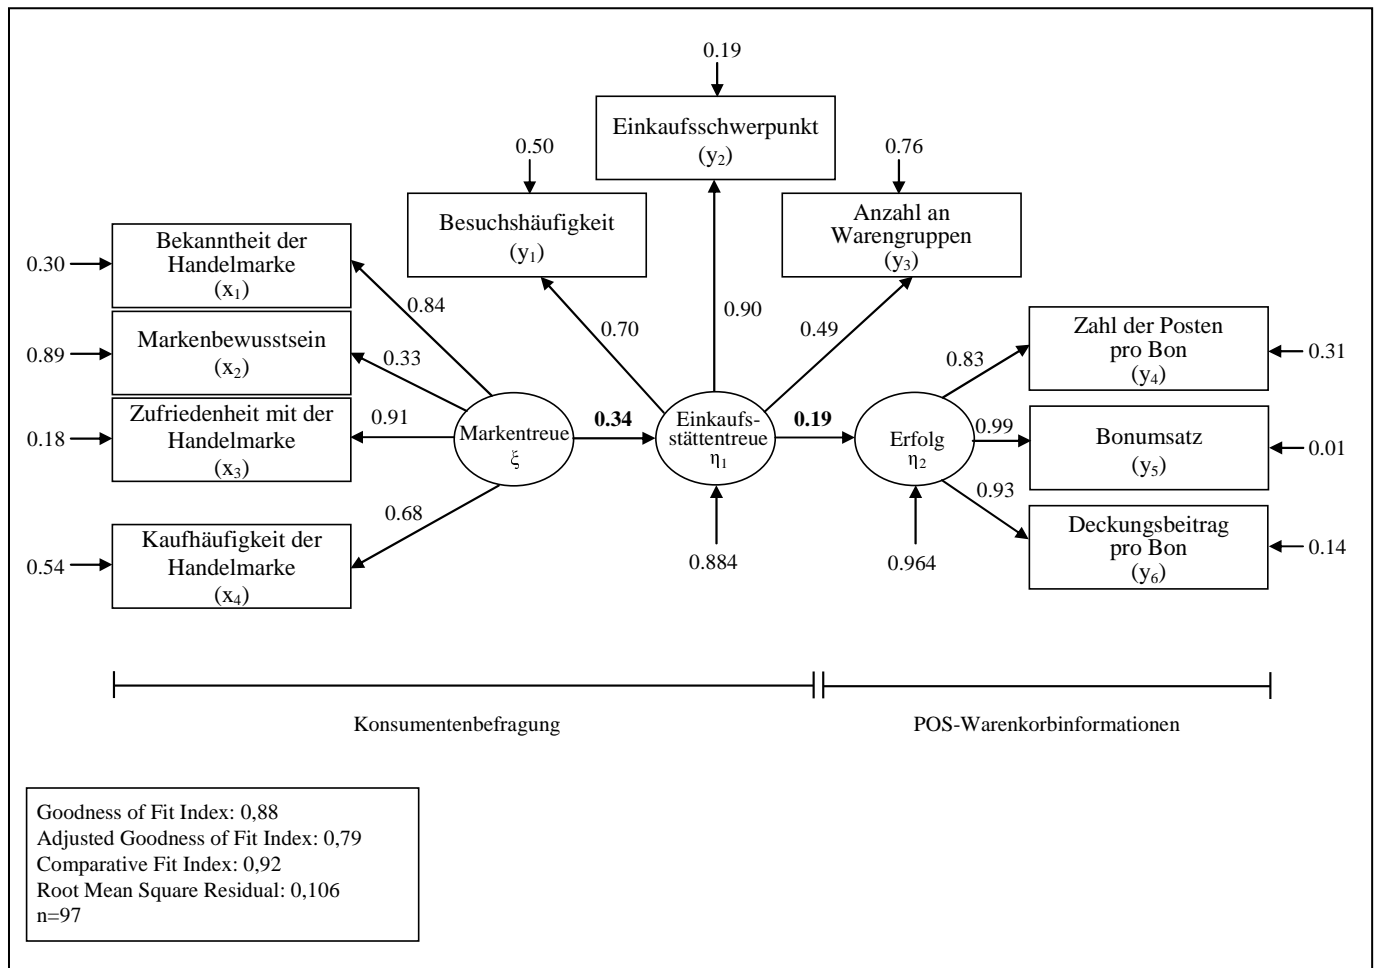 0.19
Einkaufsschwerpunkt
(y2)
0.50
0.76
Besuchshäufigkeit
(y1)
Anzahl an
Warengruppen
(y3)
0.30
Bekanntheit der
Handelmarke
(x1)
0.84
0.70
0.90
0.49
0.89
Markenbewusstsein
(x2)
0.33
Zahl der Posten
pro Bon
(y4)
0.83
0.31
0.18
Zufriedenheit mit der
Handelmarke
(x3)
0.91
Markentreue
ξ
0.34
Einkaufs-
stättentreue
η1
0.19
Erfolg
η2
0.99
Bonumsatz
(y5)
0.01
0.54
Kaufhäufigkeit der
Handelmarke
(x4)
0.68
0.884
0.964
0.93
Deckungsbeitrag
pro Bon
(y6)
0.14
Konsumentenbefragung
POS-Warenkorbinformationen
Goodness of Fit Index: 0,88
Adjusted Goodness of Fit Index: 0,79
Comparative Fit Index: 0,92
Root Mean Square Residual: 0,106
n=97